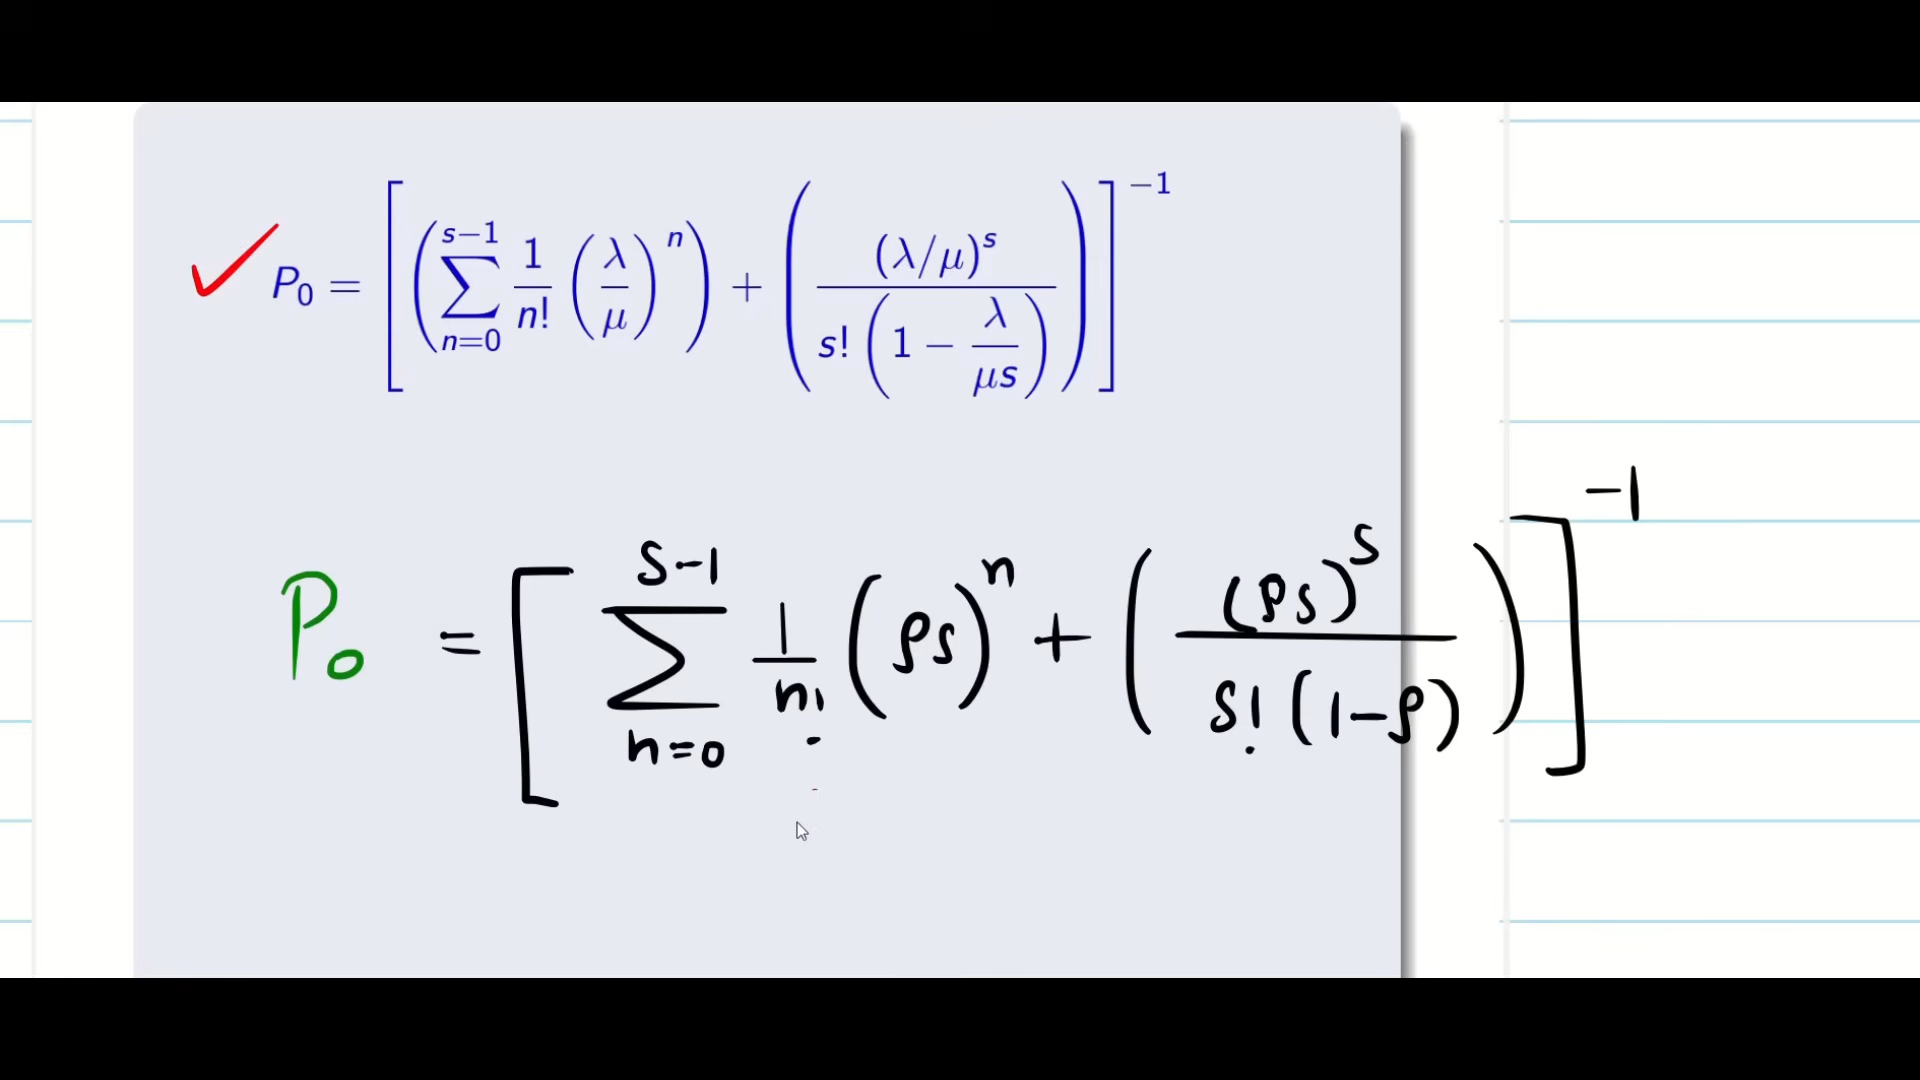 P₀ = [ ( ∑_{n=0}^{s−1} 1/n! (λ/μ)^n ) + ( (λ/μ)^s / s! (1 − λ/μs) ) ]^{−1}
P₀ = [ ∑_{n=0}^{s−1} 1/n! (ρs)^n + ( (ρs)^s / s! (1−ρ) ) ]^{−1}